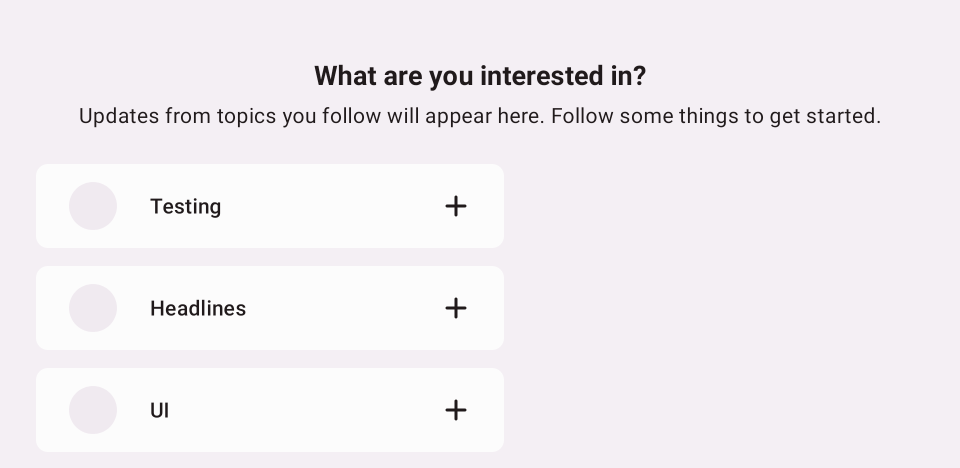 What are you interested in?
Updates from topics you follow will appear here. Follow some things to get started.
Testing
Headlines
UI